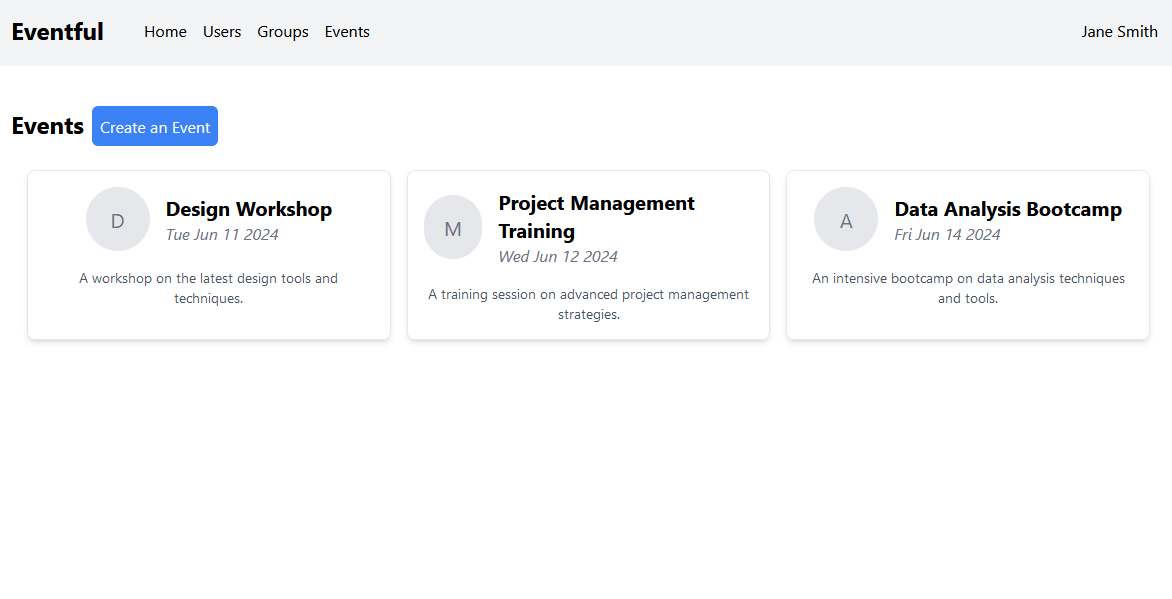 Eventful Home Users Groups Events Jane Smith
Events Create an Event
D
Design Workshop
Tue Jun 11 2024
A workshop on the latest design tools and
techniques.
M
Project Management
Training
Wed Jun 12 2024
A training session on advanced project management
strategies.
A
Data Analysis Bootcamp
Fri Jun 14 2024
An intensive bootcamp on data analysis techniques
and tools.